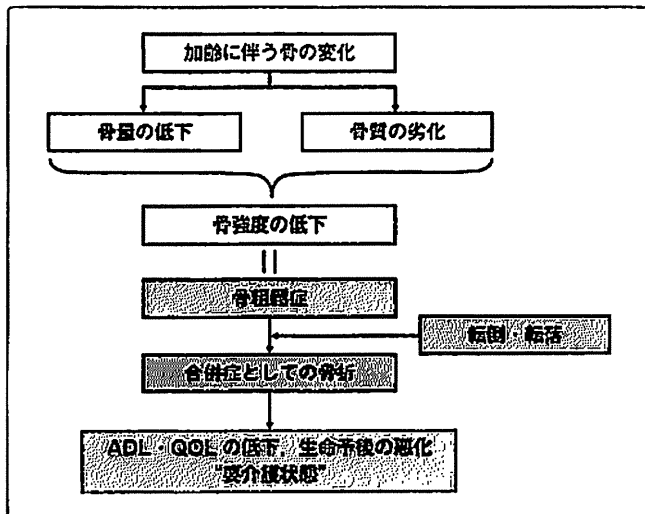 加齢に伴う骨の変化
骨量の低下
骨質の劣化
骨強度の低下
骨粗鬆症
転倒・転落
合併症としての骨折
ADL・QOLの低下，生命予後の悪化
“要介護状態”